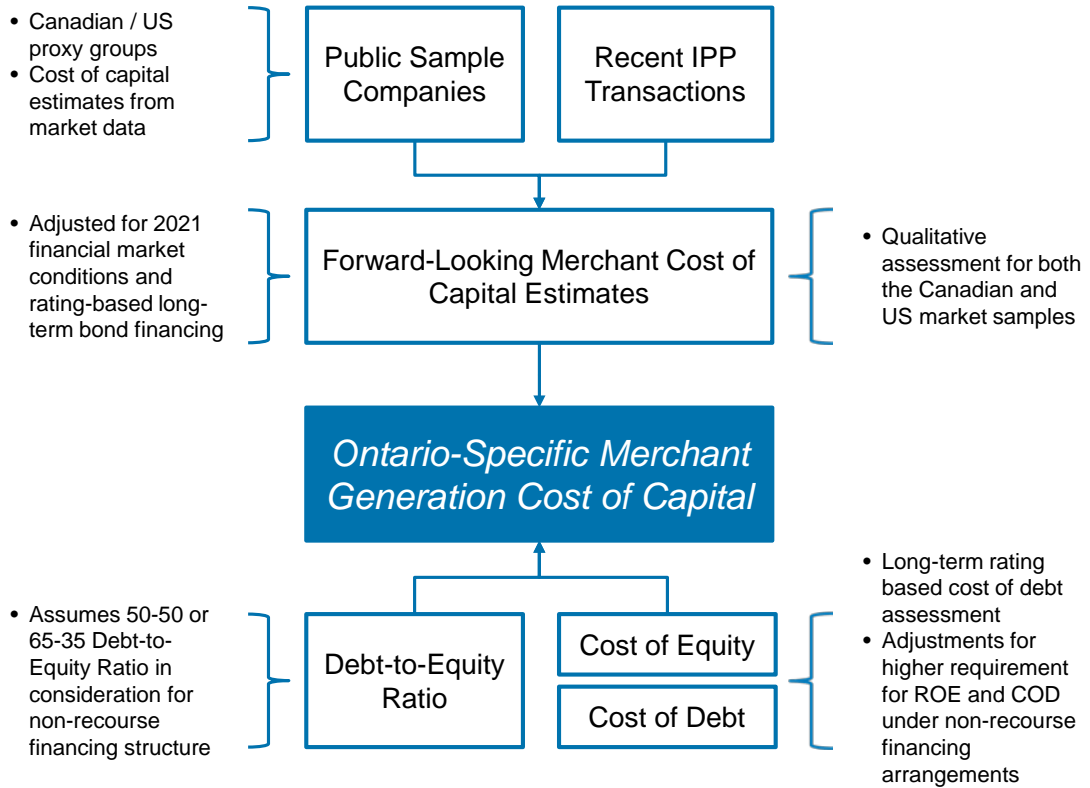 • Canadian / US
proxy groups
• Cost of capital
estimates from
market data
Public Sample
Companies
Recent IPP
Transactions
• Adjusted for 2021
financial market
conditions and
rating-based long-
term bond financing
Forward-Looking Merchant Cost of
Capital Estimates
• Qualitative
assessment for both
the Canadian and
US market samples
Ontario-Specific Merchant
Generation Cost of Capital
• Assumes 50-50 or
65-35 Debt-to-
Equity Ratio in
consideration for
non-recourse
financing structure
Debt-to-Equity
Ratio
Cost of Equity
Cost of Debt
• Long-term rating
based cost of debt
assessment
• Adjustments for
higher requirement
for ROE and COD
under non-recourse
financing
arrangements